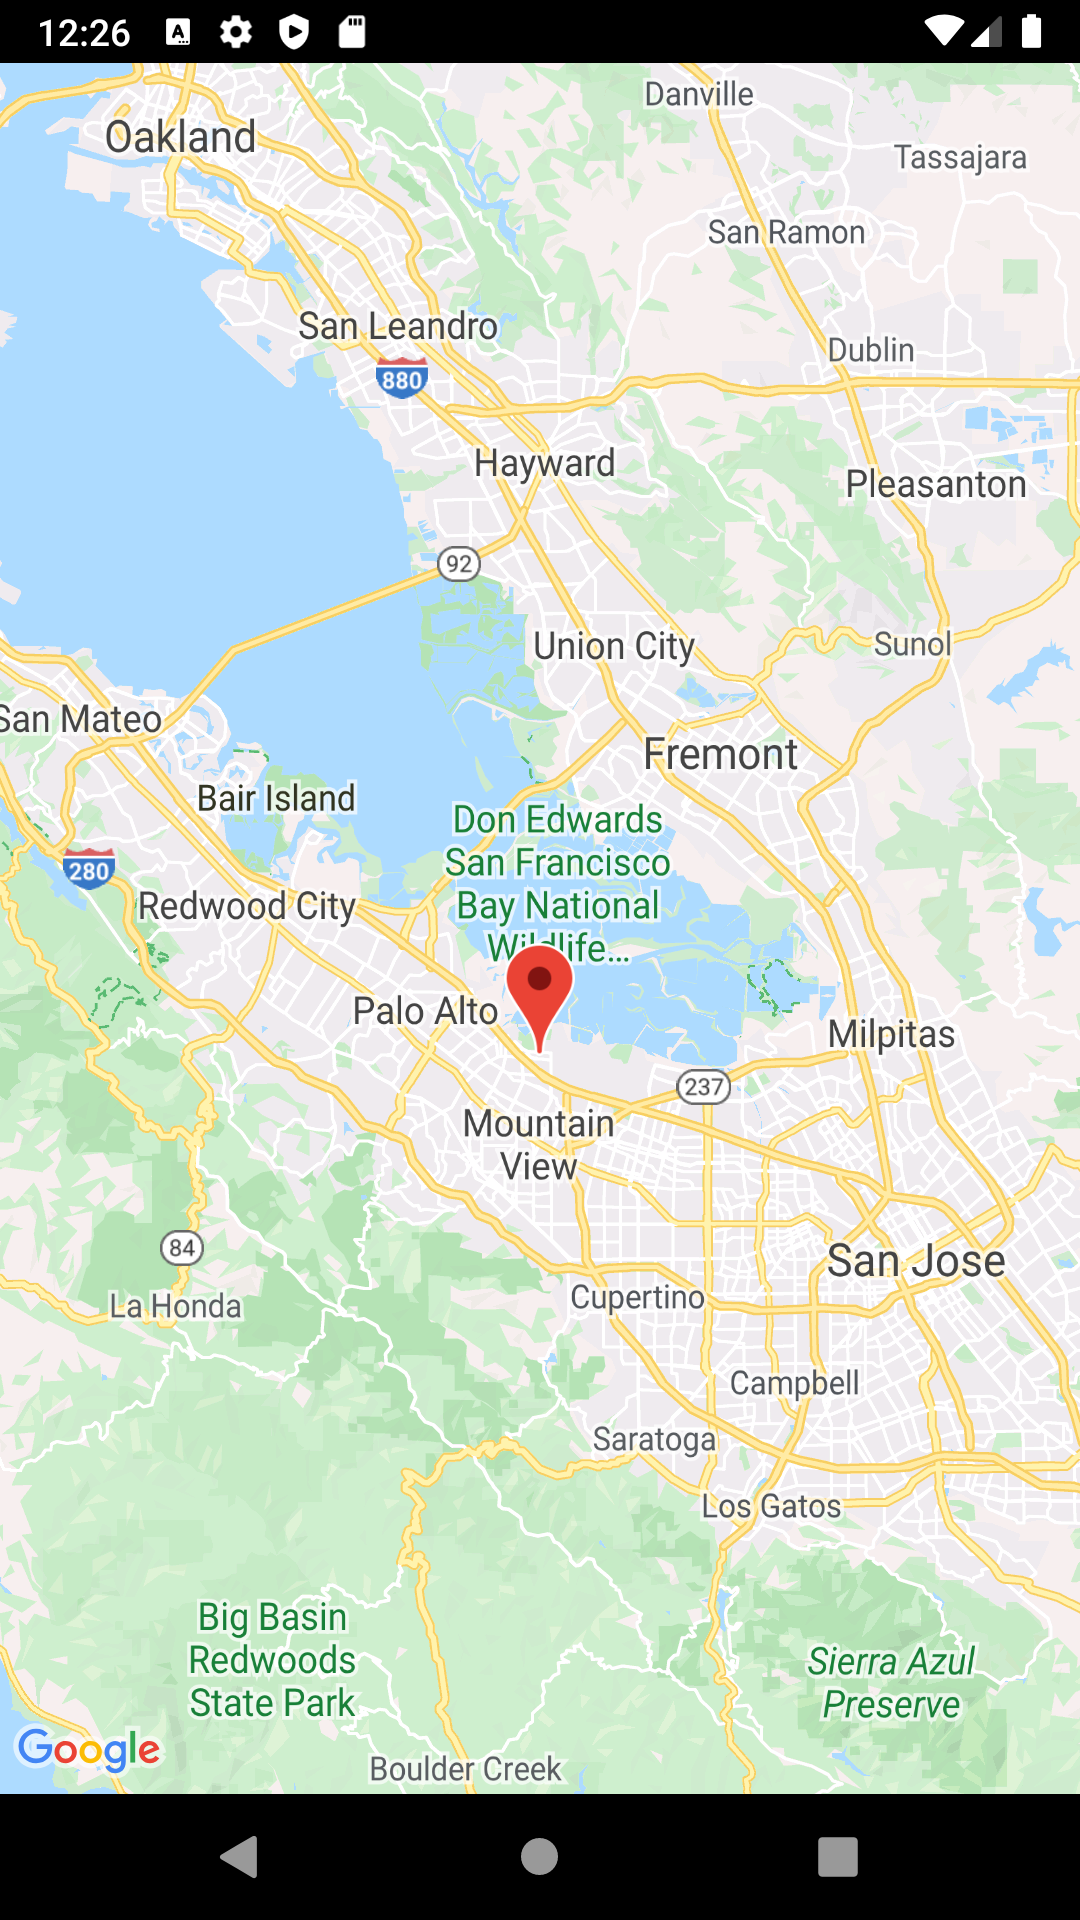 12:26
Danville
Oakland
Tassajara
San Ramon
San Leandro
Dublin
880
Hayward
Pleasanton
92
Union City
Sunol
San Mateo
Fremont
Bair Island
Don Edwards
San Francisco
Bay National
Wildlife...
280
Redwood City
Palo Alto
Milpitas
237
Mountain
View
84
San Jose
Cupertino
La Honda
Campbell
Saratoga
Los Gatos
Big Basin
Redwoods
State Park
Sierra Azul
Preserve
Google
Boulder Creek